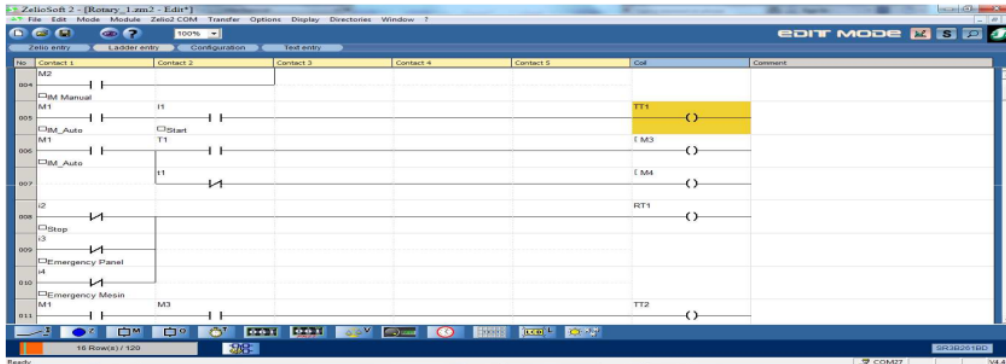 ZelioSoft 2 - [Rotary_1.zm2 - Edit*]
File Edit Mode Module Zelio2 COM Transfer Options Display Directories Window ?
100% EDIT MODE S
Zelio entry Ladder entry Configuration Text entry
No Contact 1 Contact 2 Contact 3 Contact 4 Contact 5 Coil Comment
M2
004
IM Manual
M1 I1 TT1
005
IM_Auto Start
M1 T1 [ M3
006
IM_Auto
t1 [ M4
007
i2 RT1
008
Stop
i3
009
Emergency Panel
i4
010
Emergency Mesin
M1 M3 TT2
011
16 Row(s) / 120 SR3B261BD
Ready COM27 V4.4